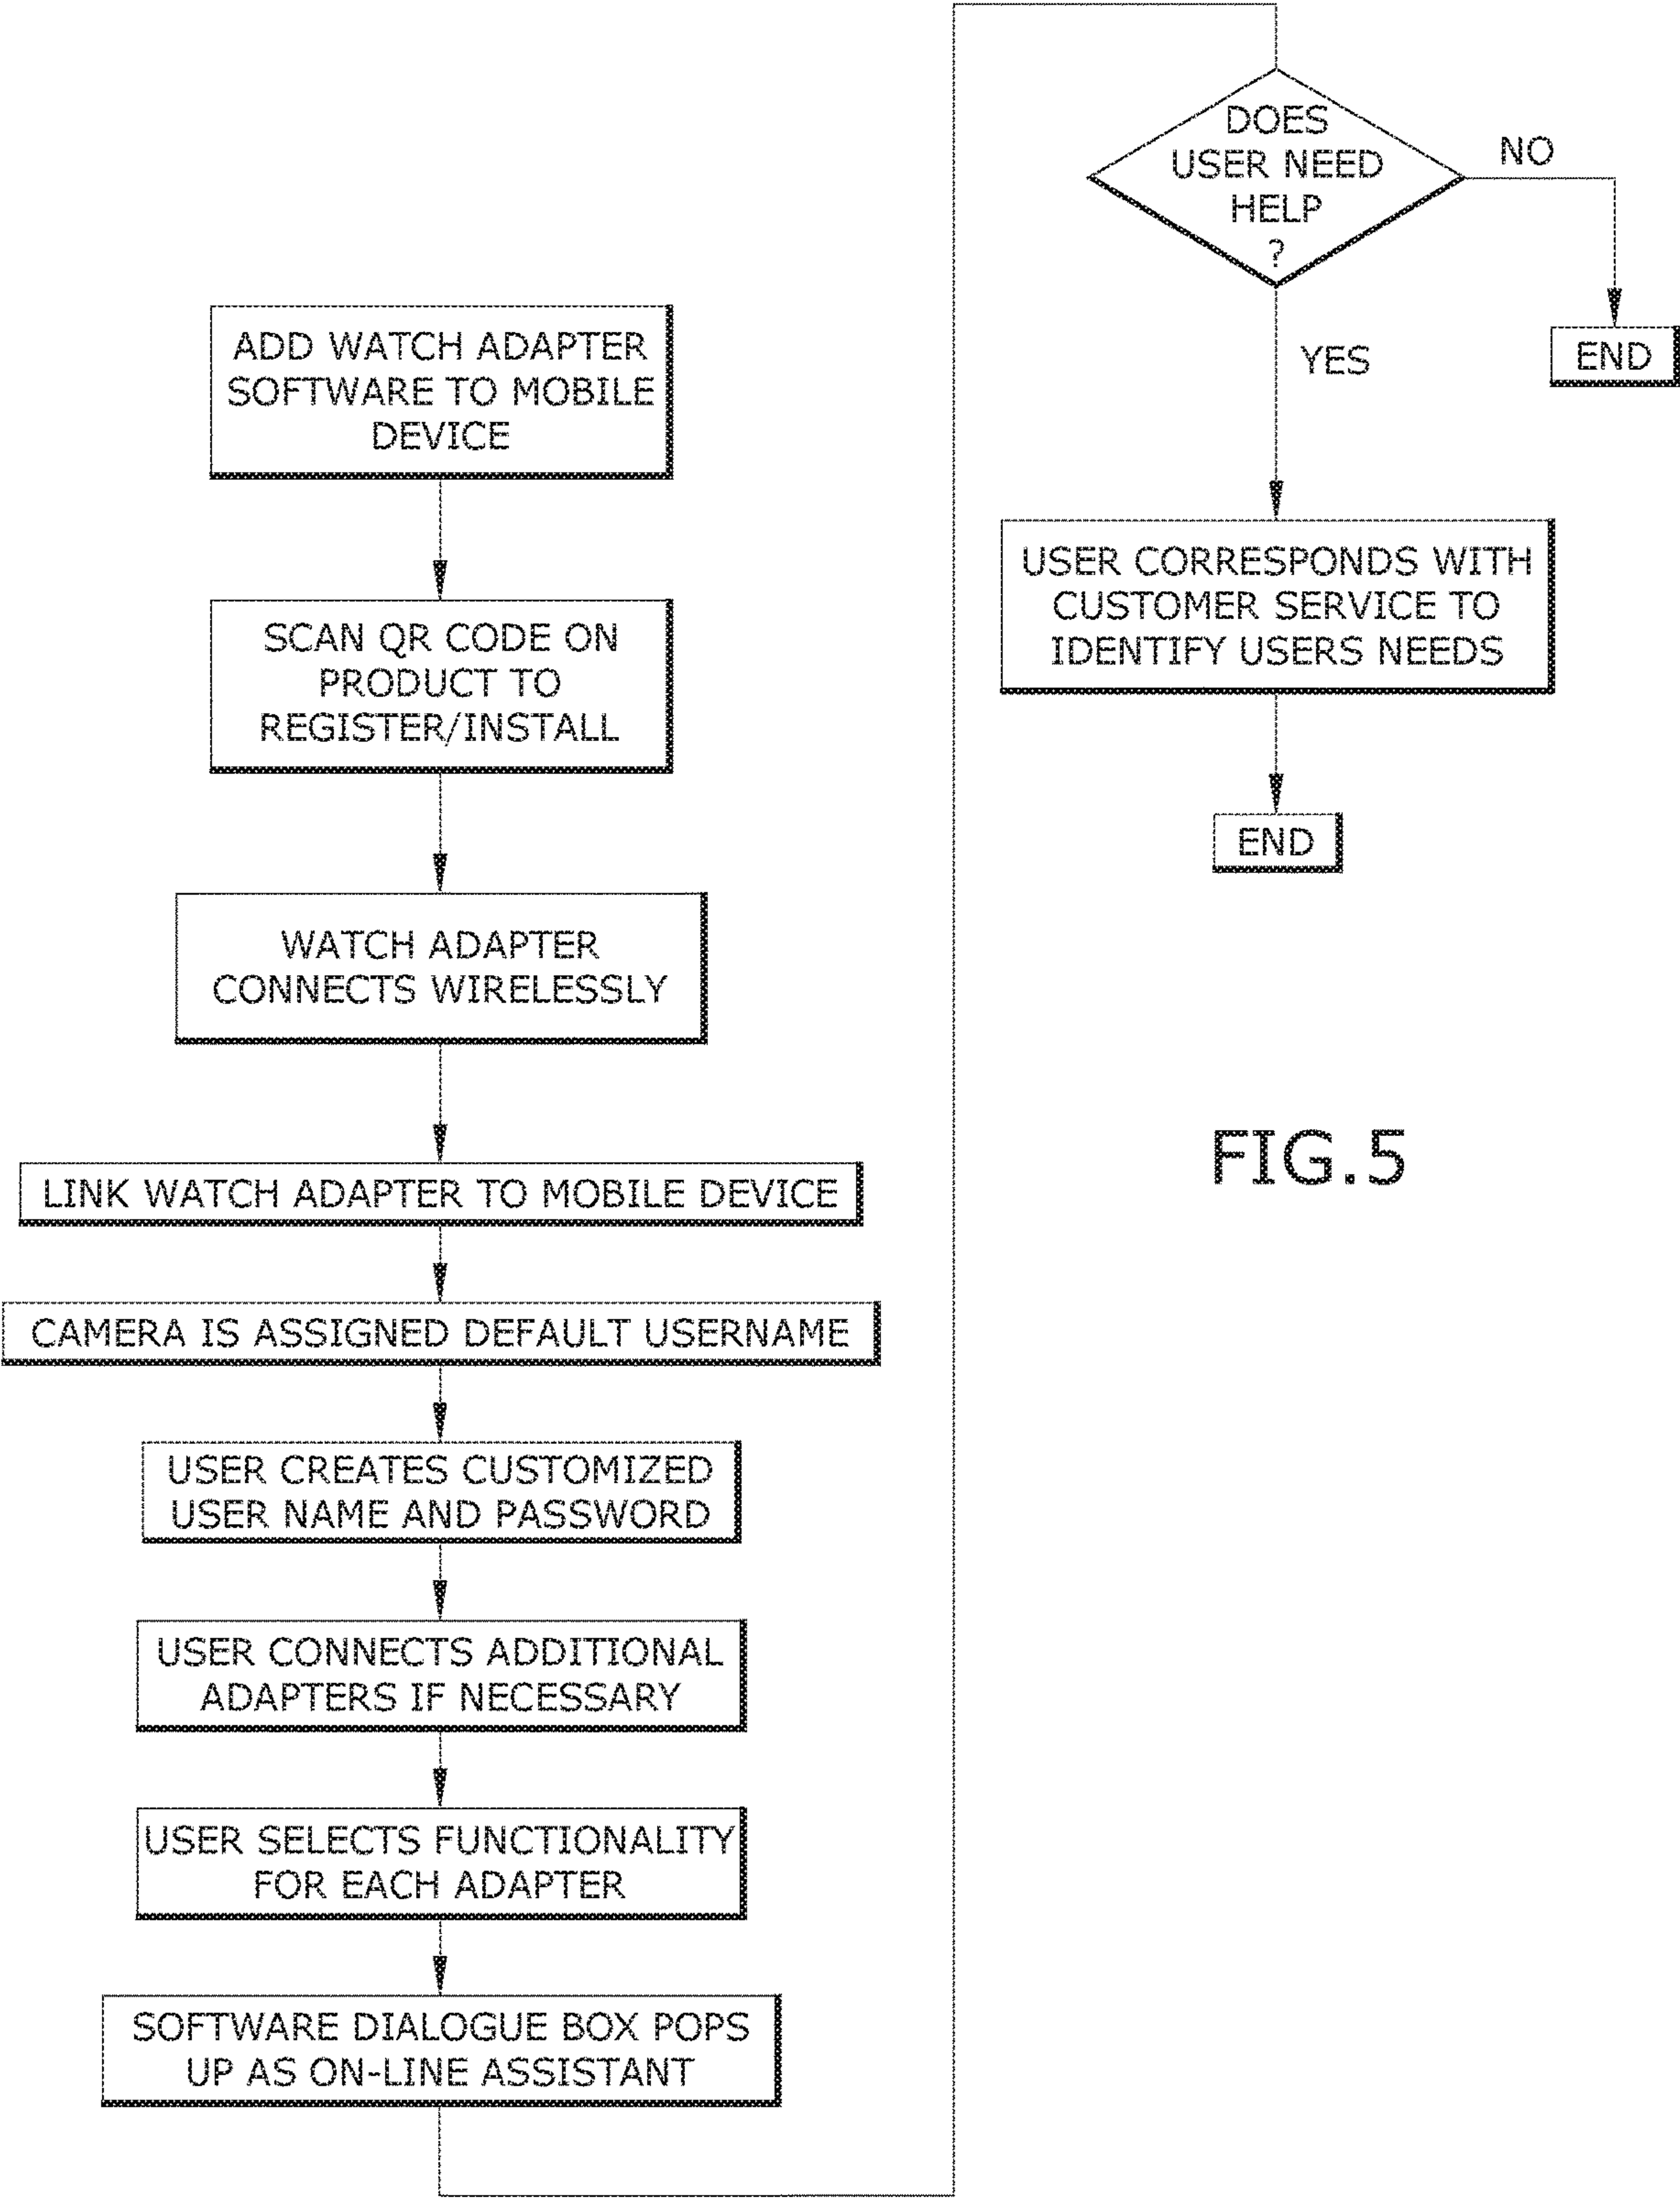 ADD WATCH ADAPTER
SOFTWARE TO MOBILE
DEVICE
SCAN QR CODE ON
PRODUCT TO
REGISTER/INSTALL
WATCH ADAPTER
CONNECTS WIRELESSLY
LINK WATCH ADAPTER TO MOBILE DEVICE
CAMERA IS ASSIGNED DEFAULT USERNAME
USER CREATES CUSTOMIZED
USER NAME AND PASSWORD
USER CONNECTS ADDITIONAL
ADAPTERS IF NECESSARY
USER SELECTS FUNCTIONALITY
FOR EACH ADAPTER
SOFTWARE DIALOGUE BOX POPS
UP AS ON-LINE ASSISTANT
DOES
USER NEED
HELP
?
NO
END
YES
USER CORRESPONDS WITH
CUSTOMER SERVICE TO
IDENTIFY USERS NEEDS
END
FIG.5